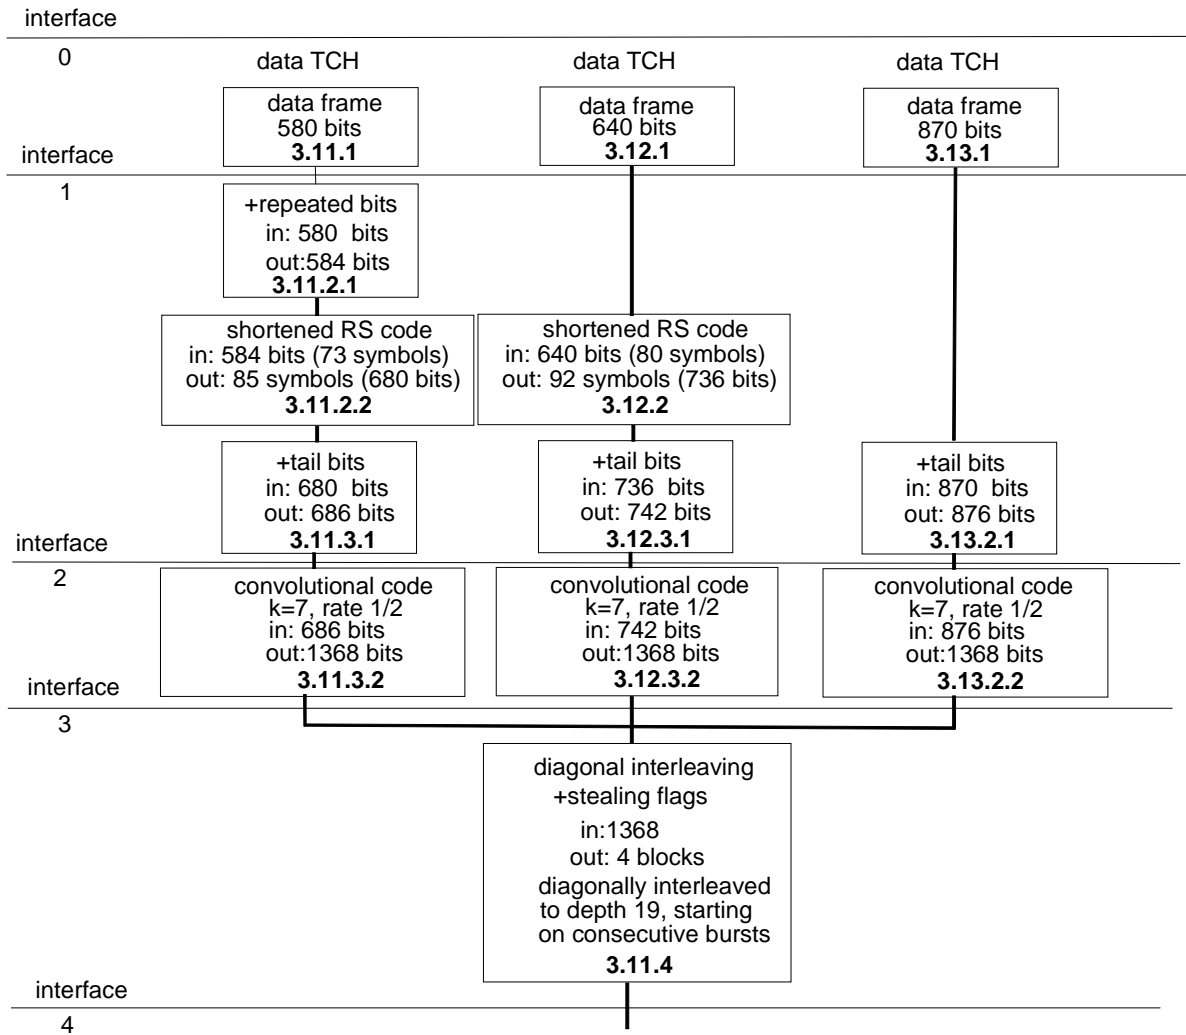 interface
0
data TCH
data TCH
data TCH
data frame
580 bits
3.11.1
data frame
640 bits
3.12.1
data frame
870 bits
3.13.1
interface
1
+repeated bits
in: 580 bits
out:584 bits
3.11.2.1
shortened RS code
in: 584 bits (73 symbols)
out: 85 symbols (680 bits)
3.11.2.2
shortened RS code
in: 640 bits (80 symbols)
out: 92 symbols (736 bits)
3.12.2
+tail bits
in: 680 bits
out: 686 bits
3.11.3.1
+tail bits
in: 736 bits
out: 742 bits
3.12.3.1
+tail bits
in: 870 bits
out: 876 bits
3.13.2.1
interface
2
convolutional code
k=7, rate 1/2
in: 686 bits
out:1368 bits
3.11.3.2
convolutional code
k=7, rate 1/2
in: 742 bits
out:1368 bits
3.12.3.2
convolutional code
k=7, rate 1/2
in: 876 bits
out:1368 bits
3.13.2.2
interface
3
diagonal interleaving
+stealing flags
in:1368
out: 4 blocks
diagonally interleaved
to depth 19, starting
on consecutive bursts
3.11.4
interface
4